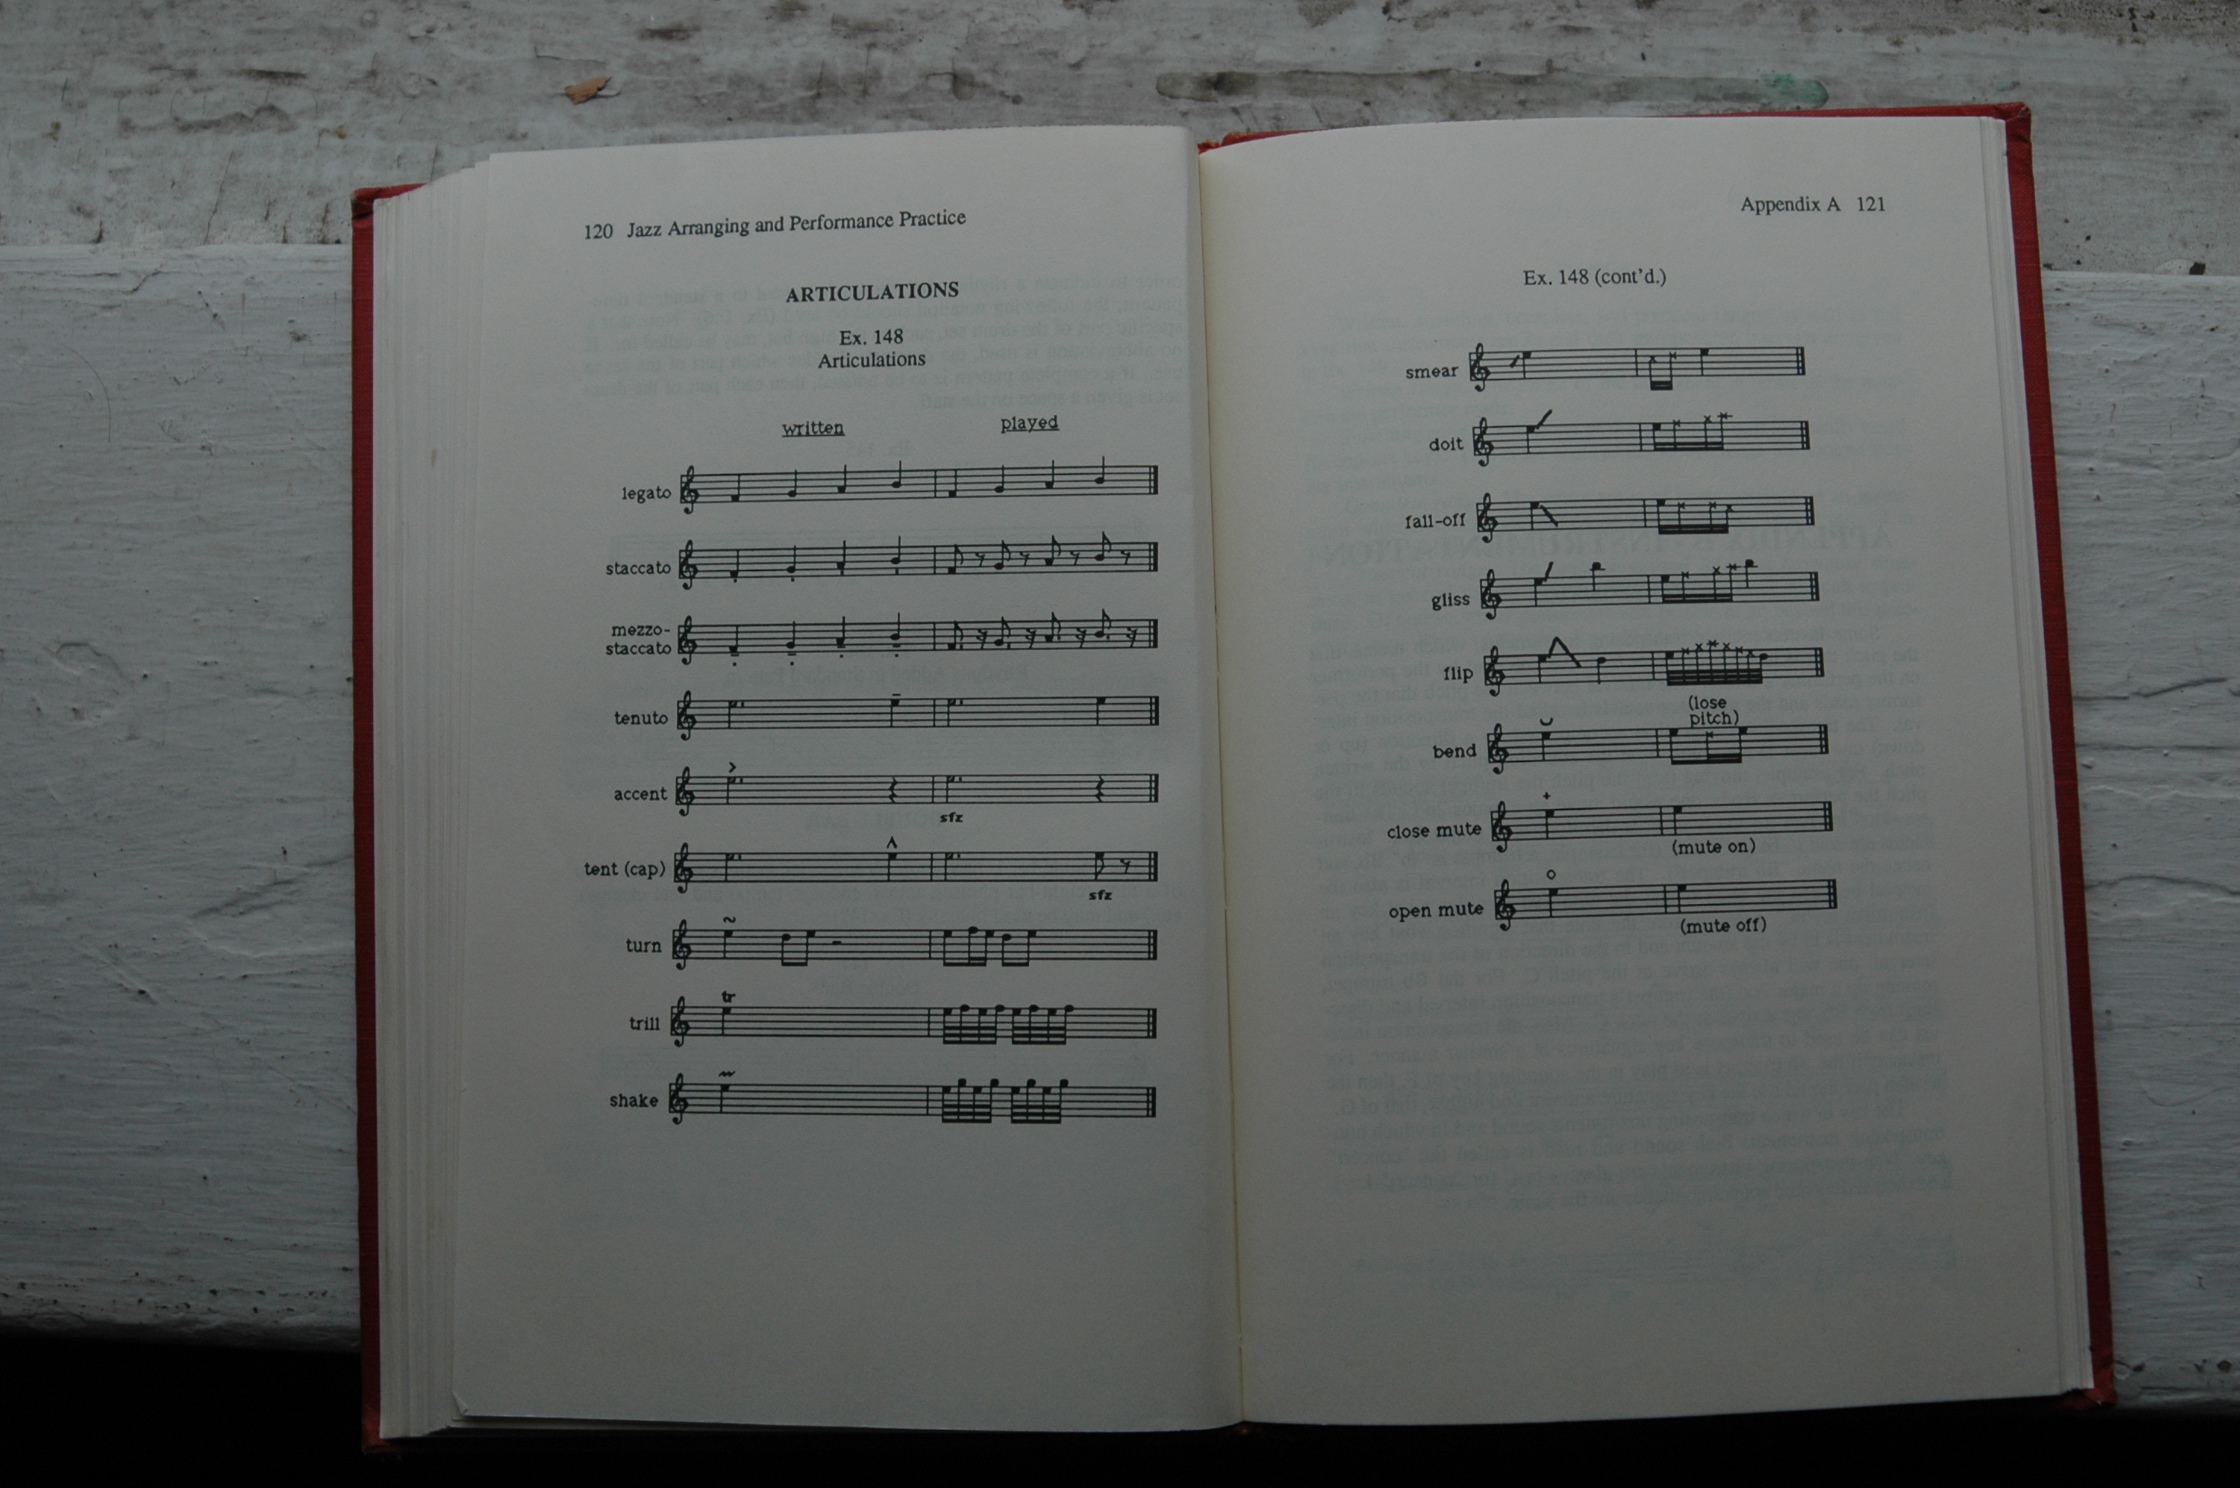 120 Jazz Arranging and Performance Practice
ARTICULATIONS
Ex. 148
Articulations
written played
legato
staccato
mezzo-
staccato
tenuto
accent
sfz
tent (cap)
sfz
turn
tr
trill
shake
Appendix A 121
Ex. 148 (cont'd.)
smear
doit
fall-off
gliss
flip
(lose
pitch)
bend
close mute
(mute on)
open mute
(mute off)